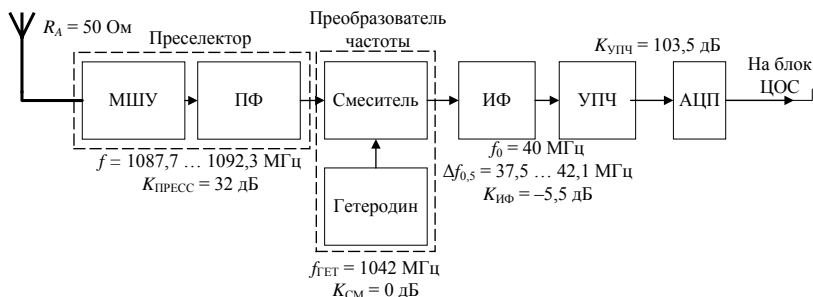 R_A = 50 Ом
Преселектор
Преобразователь
частоты
K_УПЧ = 103,5 дБ
На блок
ЦОС
МШУ
ПФ
Смеситель
ИФ
УПЧ
АЦП
f = 1087,7 … 1092,3 МГц
K_ПРЕСС = 32 дБ
f_0 = 40 МГц
Δf_0,5 = 37,5 … 42,1 МГц
K_ИФ = –5,5 дБ
Гетеродин
f_ГЕТ = 1042 МГц
K_СМ = 0 дБ